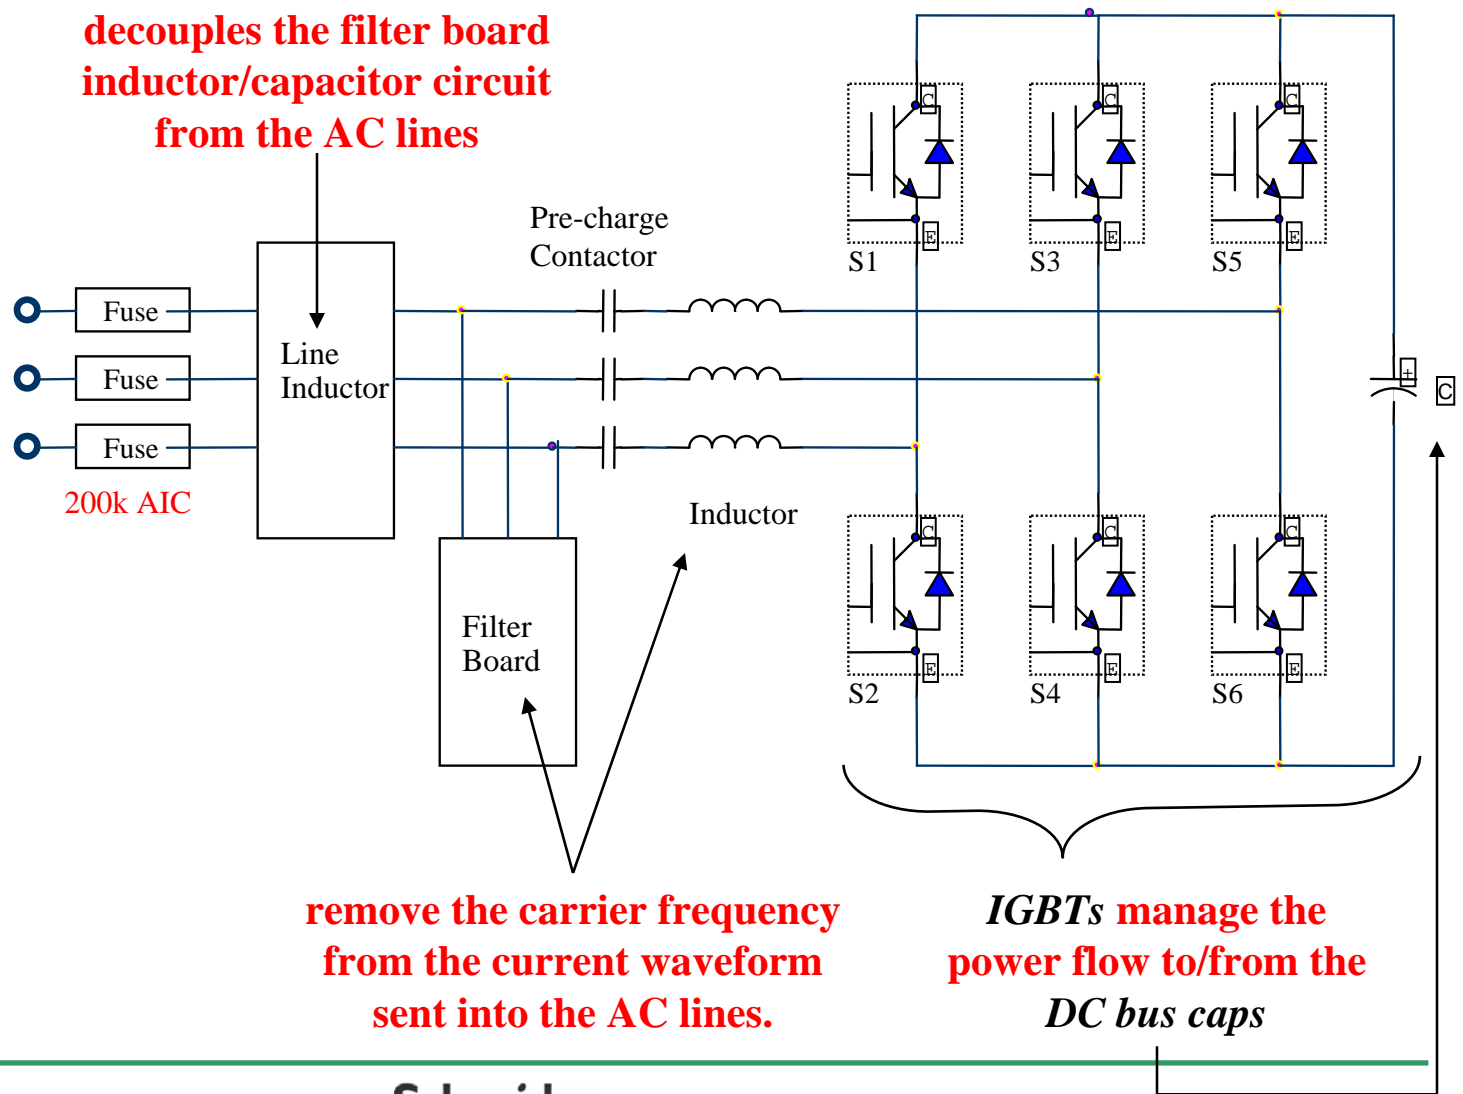 decouples the filter board
inductor/capacitor circuit
from the AC lines
Pre-charge
Contactor
C
C
C
E
E
E
S1
S3
S5
Fuse
Fuse
Fuse
200k AIC
Line
Inductor
+
C
Inductor
Filter
Board
C
C
C
E
E
E
S2
S4
S6
remove the carrier frequency
from the current waveform
sent into the AC lines.
IGBTs manage the
power flow to/from the
DC bus caps